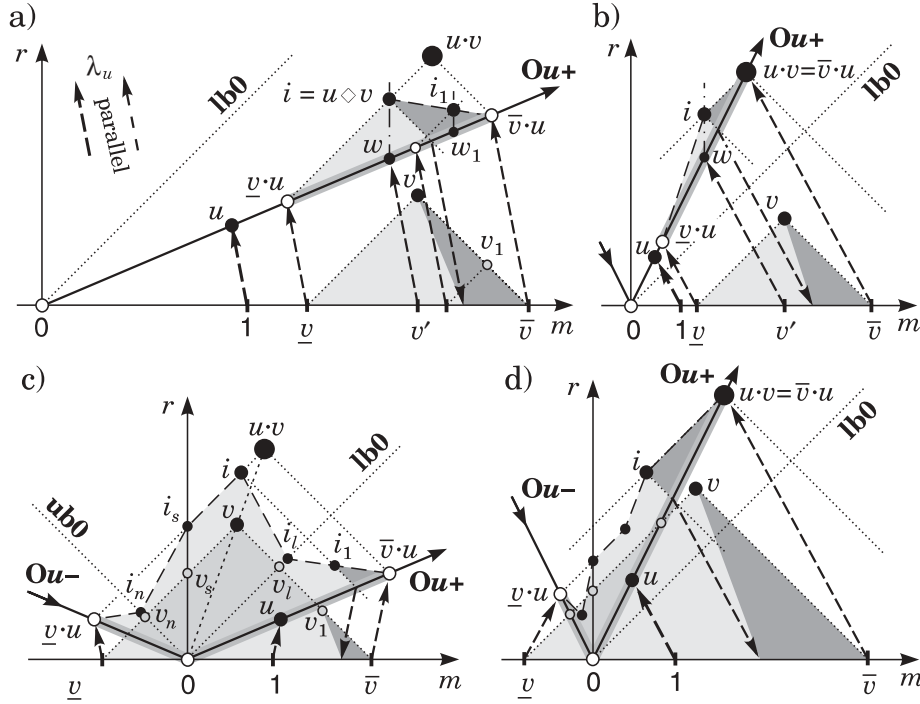 a)
r
λᵤ
parallel
lb0
u·v
i = u ◇ v
i₁
Ou+
w
w₁
v̅·u
v̲·u
u
v
v₁
0
1
v̲
v′
v̅
m
b)
r
Ou+
u·v=v̅·u
lb0
i
w
v̲·u
u
v
0
1
v̲
v′
v̅
m
c)
r
u·v
lb0
i
iₛ
ub0
v
iₗ
i₁
v̅·u
Ou−
iₙ
vₛ
vₗ
Ou+
v̲·u
vₙ
u
v₁
v̲
0
1
v̅
m
d)
Ou+
r
u·v=v̅·u
lb0
i
v
Ou−
v̲·u
u
v̲
0
1
v̅
m